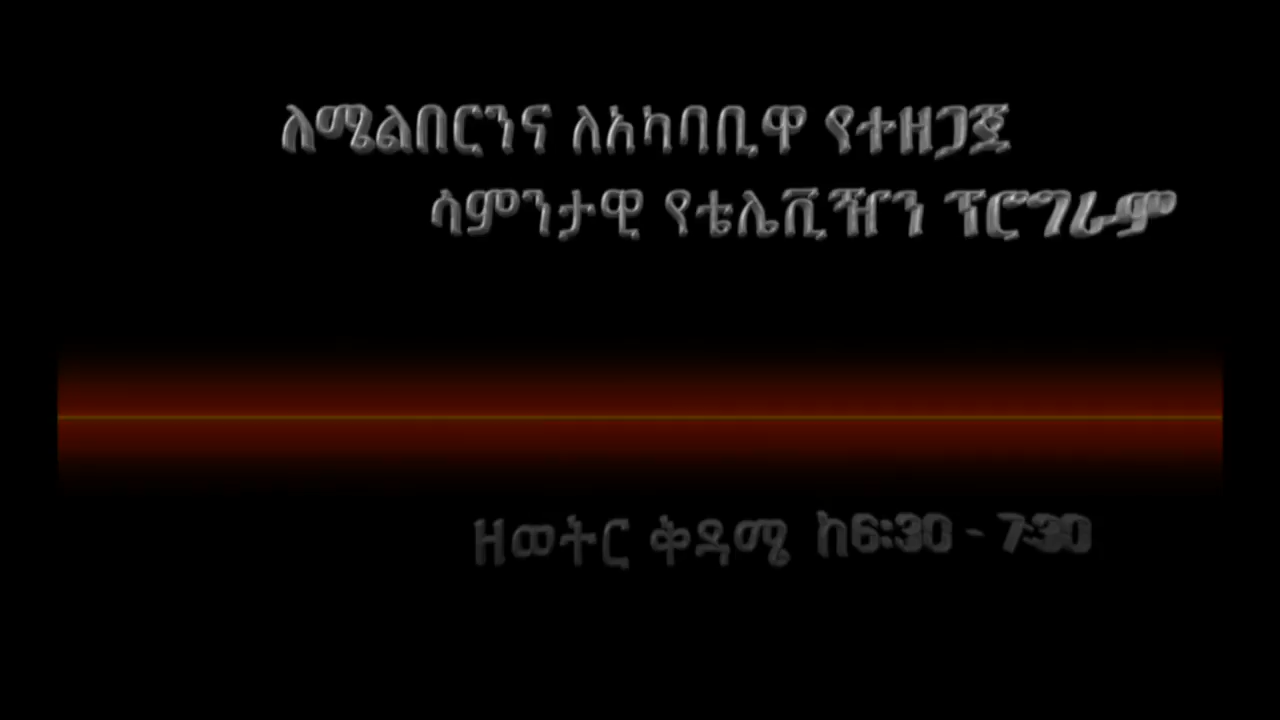 ለሜልበርንና ለአካባቢዋ የተዘጋጀ
ሳምንታዊ የቴሌቪዥን ፕሮግራም
ዘወትር ቅዳሜ ከ6:30 - 7:30